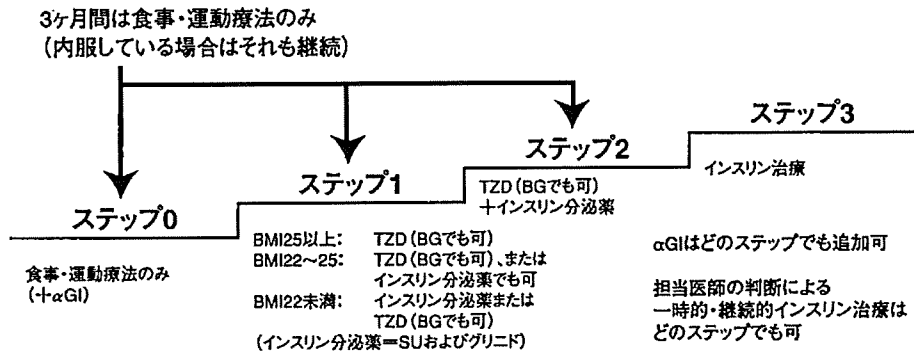 3ヶ月間は食事・運動療法のみ
(内服している場合はそれも継続)
ステップ0
食事・運動療法のみ
(+αGI)
ステップ1
BMI25以上: TZD(BGでも可)
BMI22~25: TZD(BGでも可)、または
インスリン分泌薬でも可
BMI22未満: インスリン分泌薬または
TZD(BGでも可)
(インスリン分泌薬=SUおよびグリニド)
ステップ2
TZD(BGでも可)
+インスリン分泌薬
ステップ3
インスリン治療
αGIはどのステップでも追加可
担当医師の判断による
一時的・継続的インスリン治療は
どのステップでも可